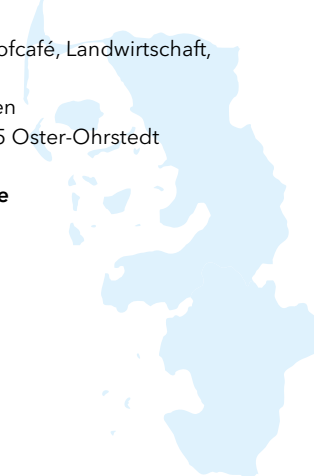 ofcafé, Landwirtschaft,
en
5 Oster-Ohrstedt
e